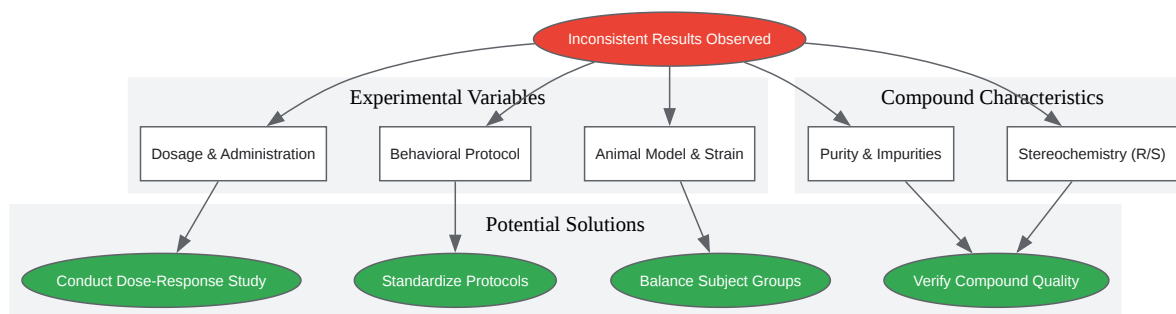 Inconsistent Results Observed
Experimental Variables
Compound Characteristics
Dosage & Administration
Behavioral Protocol
Animal Model & Strain
Purity & Impurities
Stereochemistry (R/S)
Potential Solutions
Conduct Dose-Response Study
Standardize Protocols
Balance Subject Groups
Verify Compound Quality